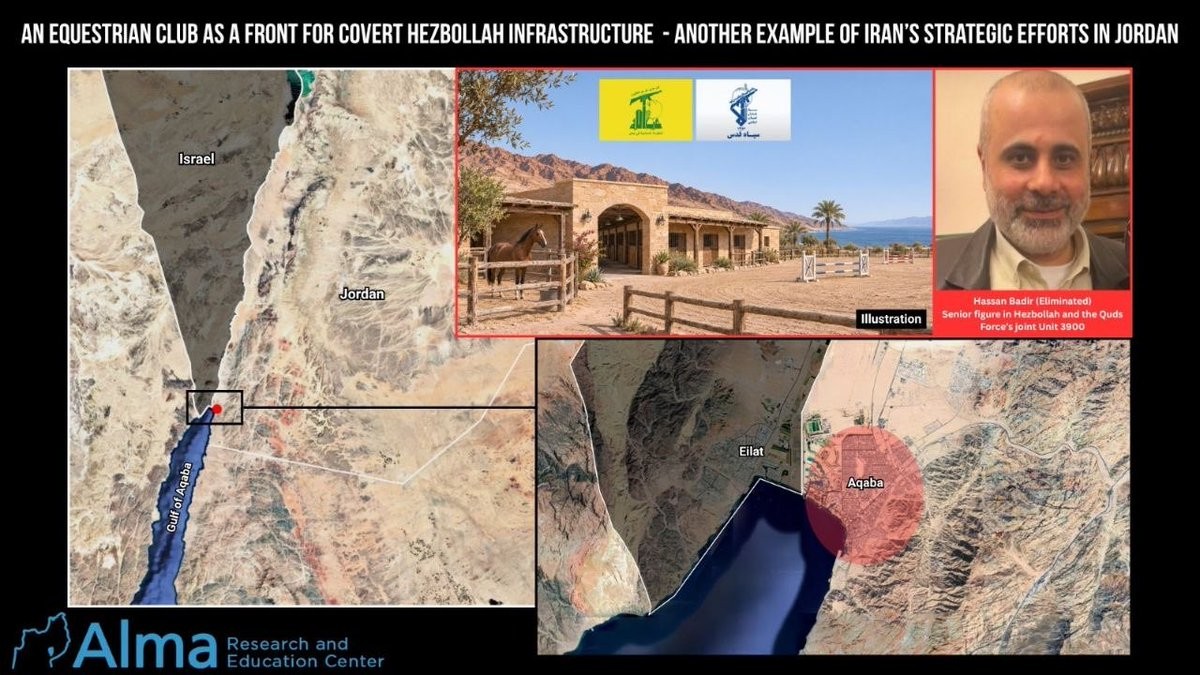 AN EQUESTRIAN CLUB AS A FRONT FOR COVERT HEZBOLLAH INFRASTRUCTURE - ANOTHER EXAMPLE OF IRAN'S STRATEGIC EFFORTS IN JORDAN
Israel
Jordan
Gulf of Aqaba
سپاه قدس
Illustration
Hassan Badir (Eliminated)
Senior figure in Hezbollah and the Quds
Force's joint Unit 3900
Eilat
Aqaba
Alma
Research and
Education Center